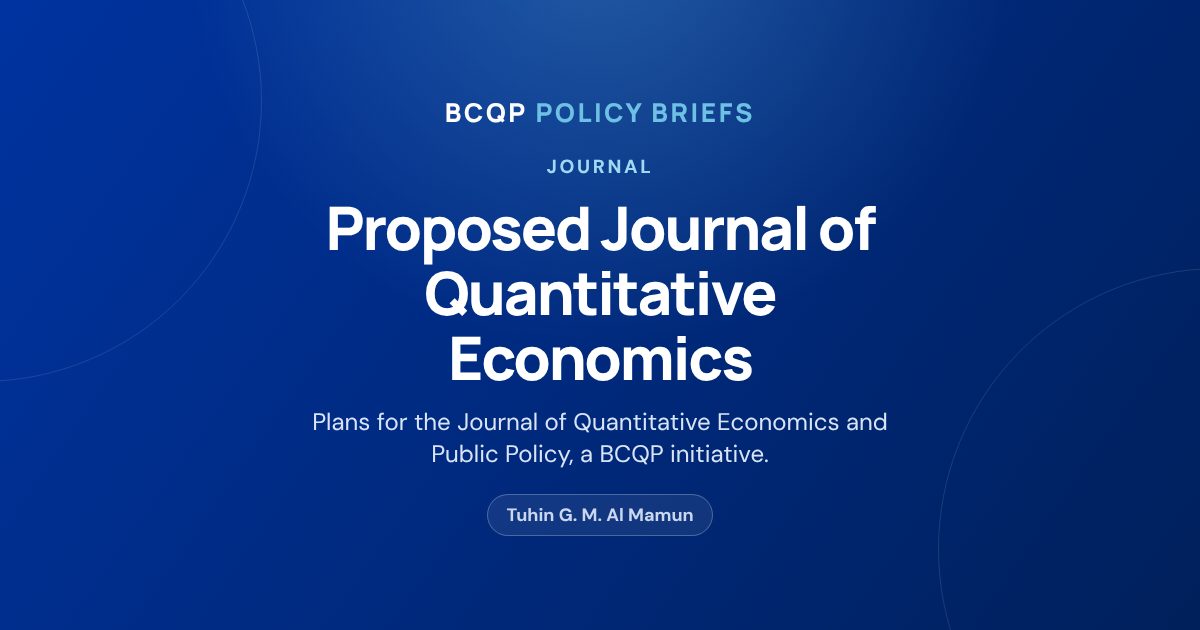 BCQP POLICY BRIEFS
JOURNAL
Proposed Journal of
Quantitative
Economics
Plans for the Journal of Quantitative Economics and
Public Policy, a BCQP initiative.
Tuhin G. M. Al Mamun